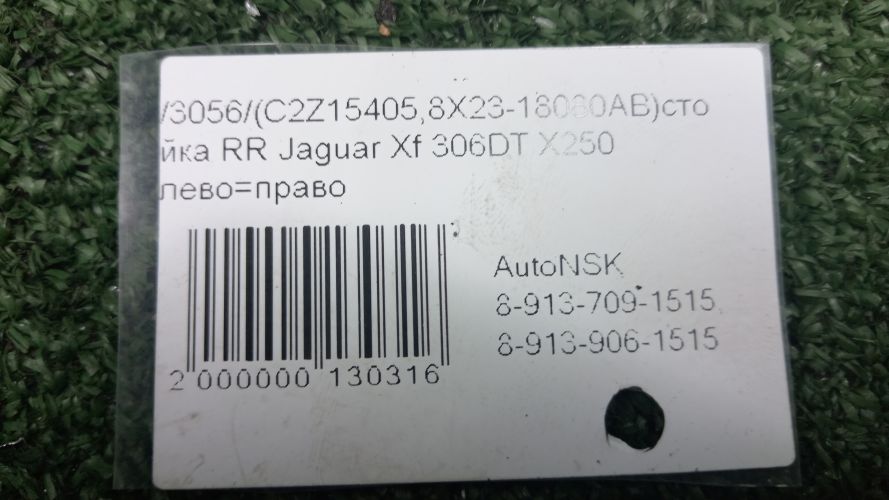 /3056/(C2Z15405,8X23-18080AB)сто
йка RR Jaguar Xf 306DT X250
лево=право
AutoNSK
8-913-709-1515
8-913-906-1515
2 000000 130316